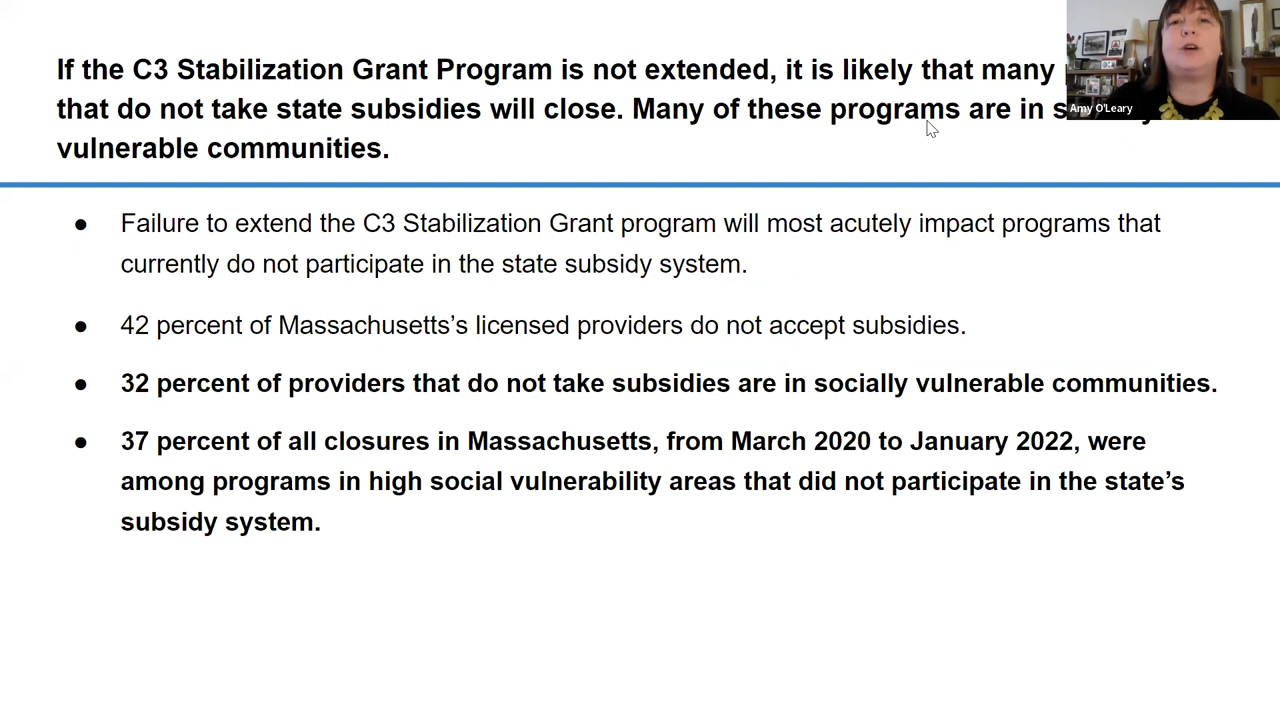 If the C3 Stabilization Grant Program is not extended, it is likely that many
that do not take state subsidies will close. Many of these programs are in
vulnerable communities.
Amy O'Leary
● Failure to extend the C3 Stabilization Grant program will most acutely impact programs that
currently do not participate in the state subsidy system.
● 42 percent of Massachusetts’s licensed providers do not accept subsidies.
● 32 percent of providers that do not take subsidies are in socially vulnerable communities.
● 37 percent of all closures in Massachusetts, from March 2020 to January 2022, were
among programs in high social vulnerability areas that did not participate in the state’s
subsidy system.